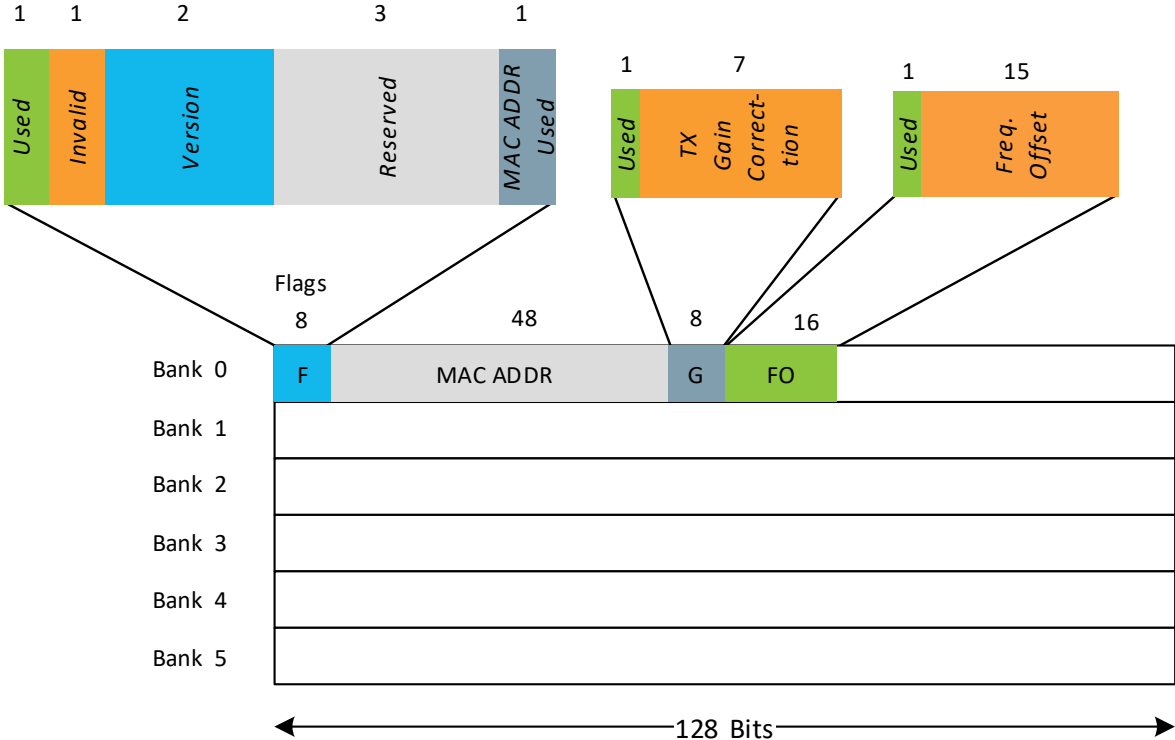 1 1 2 3 1
Used
Invalid
Version
Reserved
MAC ADDR
Used
1 7
Used
TX
Gain
Correct-
tion
1 15
Used
Freq.
Offset
Flags
8 48 8 16
Bank 0 F MAC ADDR G FO
Bank 1
Bank 2
Bank 3
Bank 4
Bank 5
128 Bits